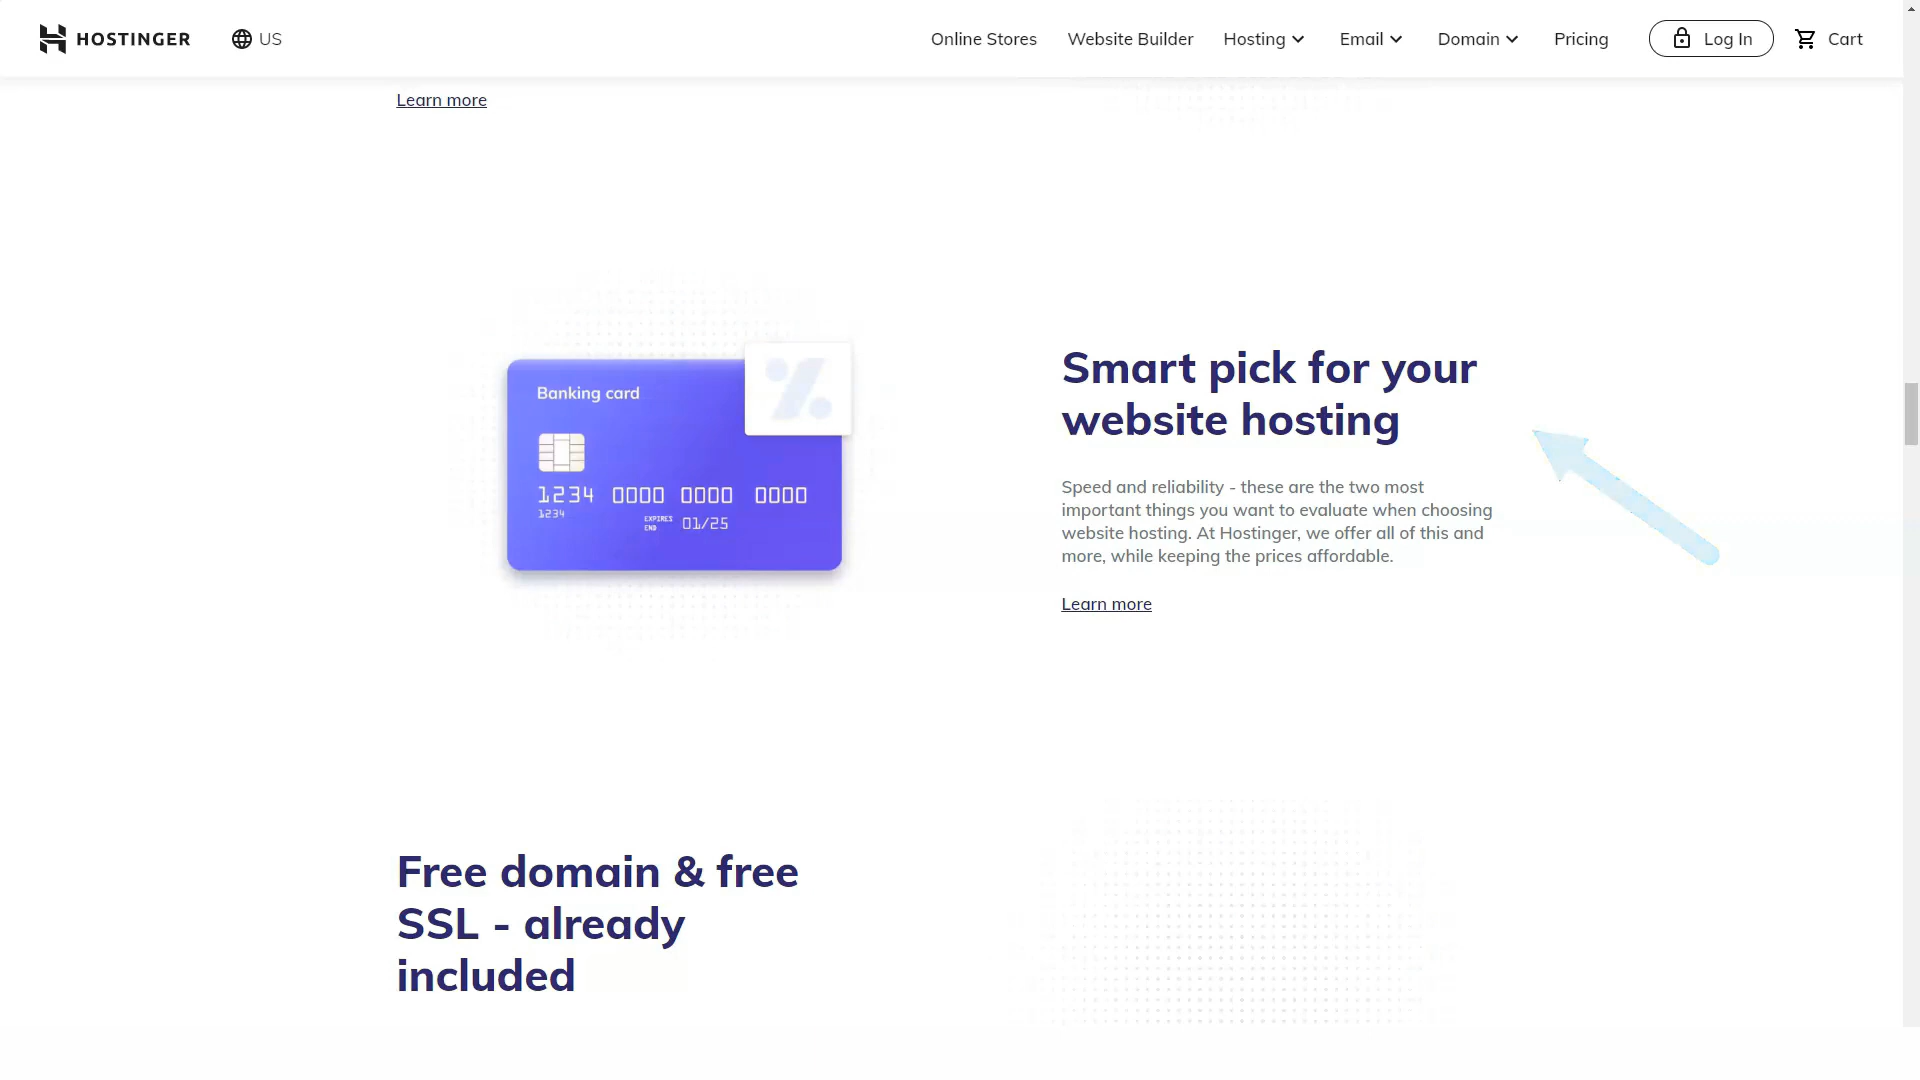 HOSTINGER
US
Online Stores
Website Builder
Hosting
Email
Domain
Pricing
Log In
Cart
Learn more
Banking card
1234 0000 0000 0000
1234
EXPIRES
END
01/25
Smart pick for your
website hosting
Speed and reliability - these are the two most
important things you want to evaluate when choosing
website hosting. At Hostinger, we offer all of this and
more, while keeping the prices affordable.
Learn more
Free domain & free
SSL - already
included